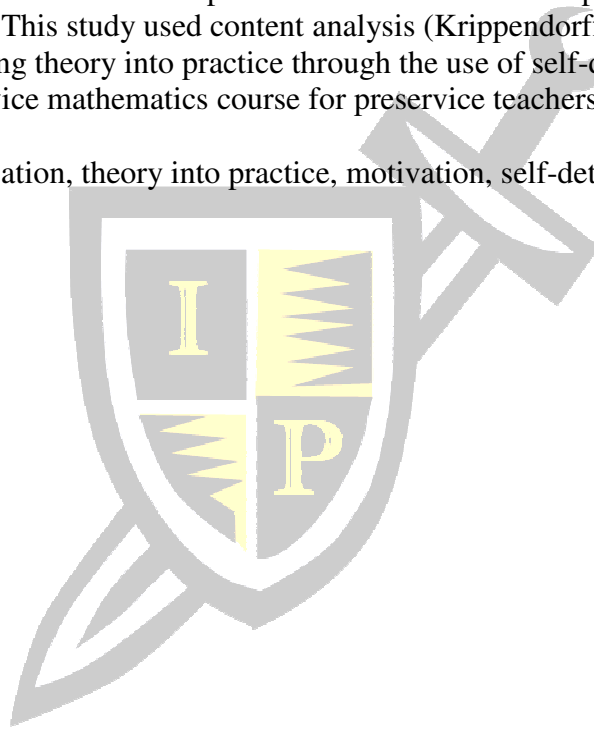 This study used content analysis (Krippendorff
ng theory into practice through the use of self-d
vice mathematics course for preservice teachers
ation, theory into practice, motivation, self-det
I
P